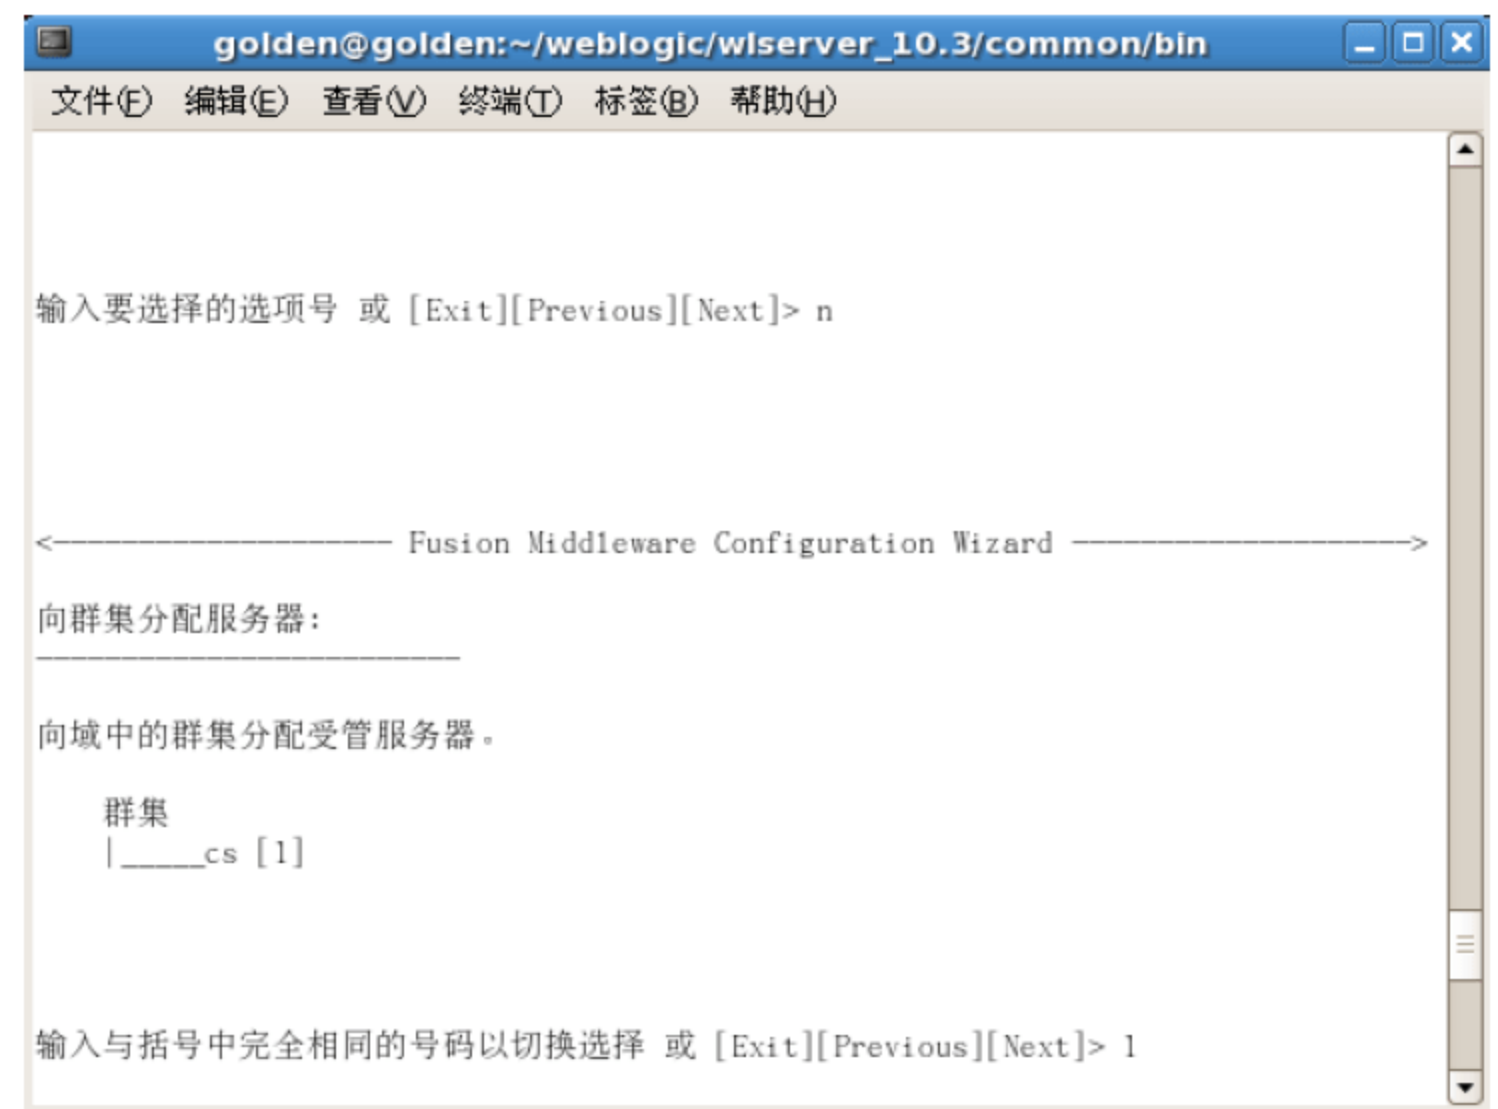 golden@golden:~/weblogic/wlserver_10.3/common/bin
文件(F) 编辑(E) 查看(V) 终端(T) 标签(B) 帮助(H)
输入要选择的选项号 或 [Exit][Previous][Next]> n
<-------------------- Fusion Middleware Configuration Wizard -------------------->
向群集分配服务器:
-------------------------
向域中的群集分配受管服务器。
群集
|_____cs [1]
输入与括号中完全相同的号码以切换选择 或 [Exit][Previous][Next]> 1